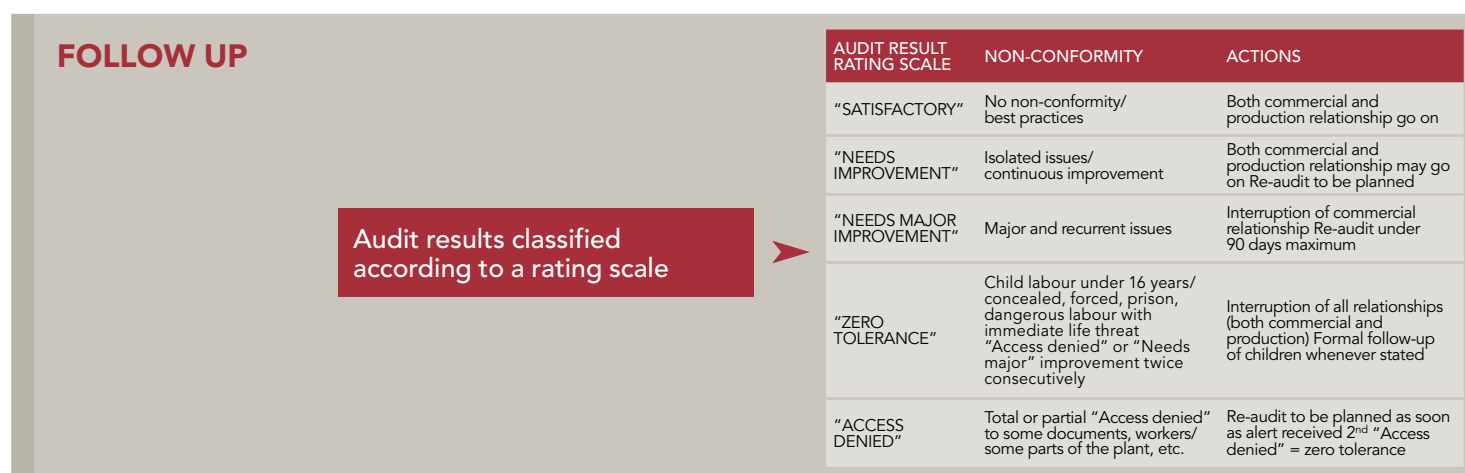 FOLLOW UP
Audit results classified
according to a rating scale
AUDIT RESULT
RATING SCALE
NON-CONFORMITY
ACTIONS
“SATISFACTORY”
No non-conformity/
best practices
Both commercial and
production relationship go on
“NEEDS
IMPROVEMENT”
Isolated issues/
continuous improvement
Both commercial and
production relationship may go
on Re-audit to be planned
“NEEDS MAJOR
IMPROVEMENT”
Major and recurrent issues
Interruption of commercial
relationship Re-audit under
90 days maximum
“ZERO
TOLERANCE”
Child labour under 16 years/
concealed, forced, prison,
dangerous labour with
immediate life threat
“Access denied” or “Needs
major” improvement twice
consecutively
Interruption of all relationships
(both commercial and
production) Formal follow-up
of children whenever stated
“ACCESS
DENIED”
Total or partial “Access denied”
to some documents, workers/
some parts of the plant, etc.
Re-audit to be planned as soon
as alert received 2nd “Access
denied” = zero tolerance